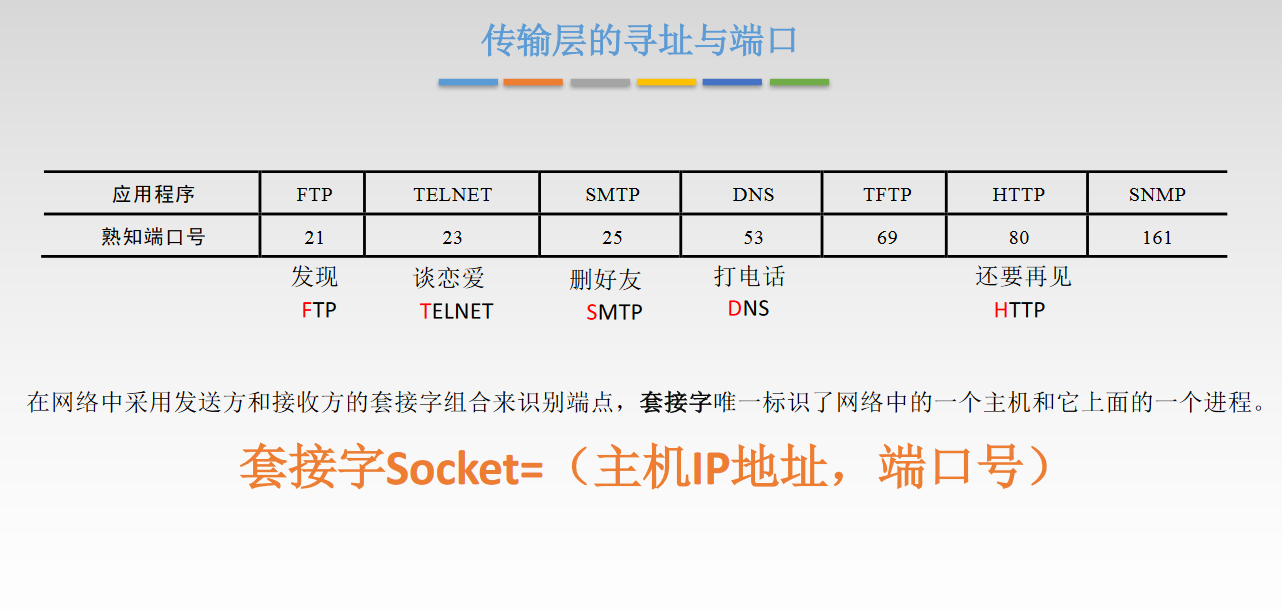 传输层的寻址与端口
应用程序 FTP TELNET SMTP DNS TFTP HTTP SNMP
熟知端口号 21 23 25 53 69 80 161
发现 谈恋爱 删好友 打电话 还要再见
FTP TELNET SMTP DNS HTTP
在网络中采用发送方和接收方的套接字组合来识别端点，套接字唯一标识了网络中的一个主机和它上面的一个进程。
套接字Socket=（主机IP地址，端口号）